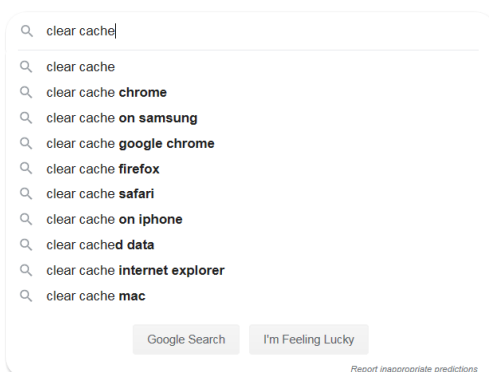 clear cache
clear cache
clear cache chrome
clear cache on samsung
clear cache google chrome
clear cache firefox
clear cache safari
clear cache on iphone
clear cached data
clear cache internet explorer
clear cache mac
Google Search I'm Feeling Lucky
Report inappropriate predictions